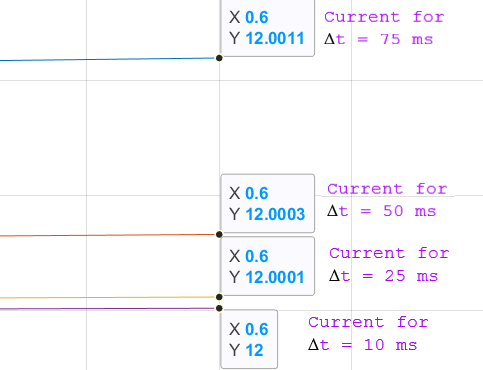 X 0.6
Y 12.0011
Current for
Δt = 75 ms
X 0.6
Y 12.0003
Current for
Δt = 50 ms
X 0.6
Y 12.0001
Current for
Δt = 25 ms
X 0.6
Y 12
Current for
Δt = 10 ms